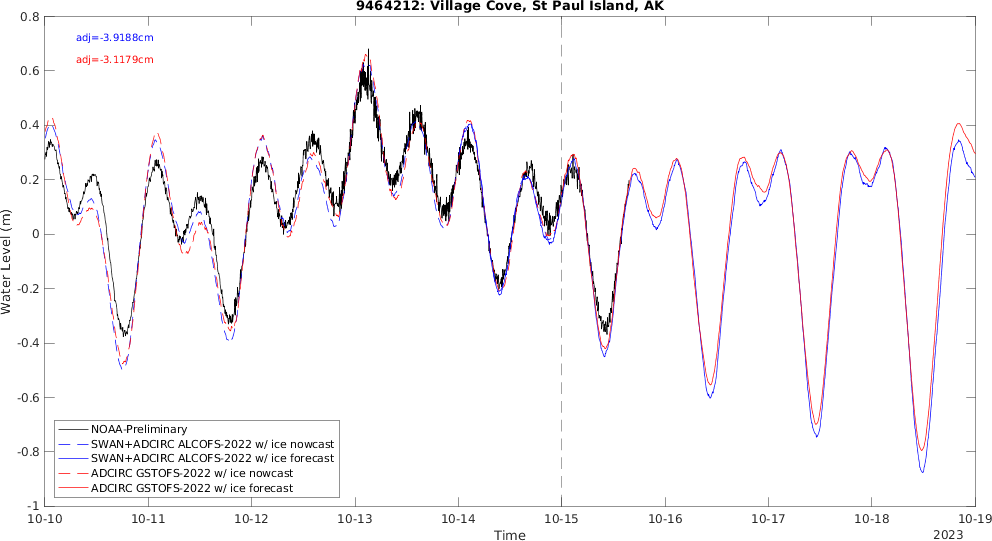 9464212: Village Cove, St Paul Island, AK
adj=-3.9188cm
adj=-3.1179cm
Water Level (m)
0.8
0.6
0.4
0.2
0
-0.2
-0.4
-0.6
-0.8
-1
NOAA-Preliminary
SWAN+ADCIRC ALCOFS-2022 w/ ice nowcast
SWAN+ADCIRC ALCOFS-2022 w/ ice forecast
ADCIRC GSTOFS-2022 w/ ice nowcast
ADCIRC GSTOFS-2022 w/ ice forecast
10-10 10-11 10-12 10-13 10-14 10-15 10-16 10-17 10-18 10-19
Time
2023